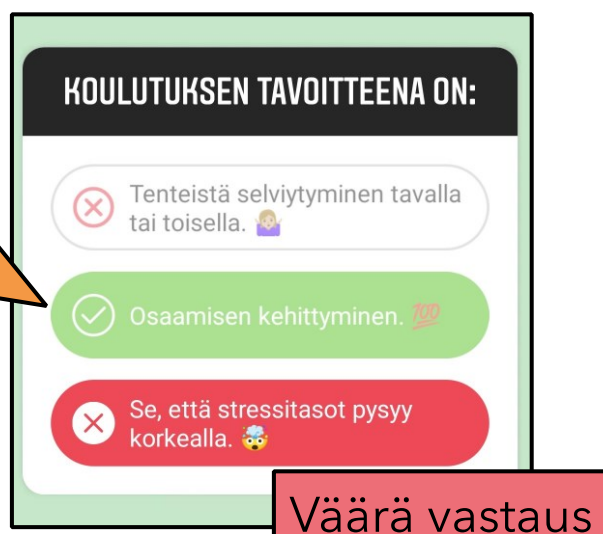 KOULUTUKSEN TAVOITTEENA ON:
Tenteistä selviytyminen tavalla
tai toisella. 🤷🏼‍♀️
Osaamisen kehittyminen. 💯
Se, että stressitasot pysyy
korkealla. 🤯
Väärä vastaus